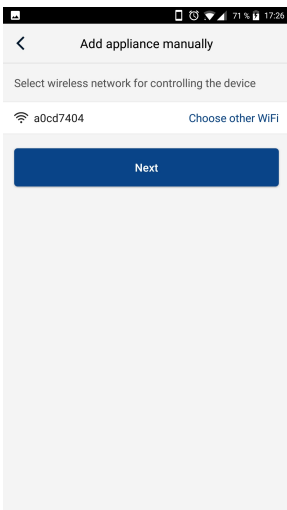 71 % 17:26
Add appliance manually
Select wireless network for controlling the device
a0cd7404 Choose other WiFi
Next